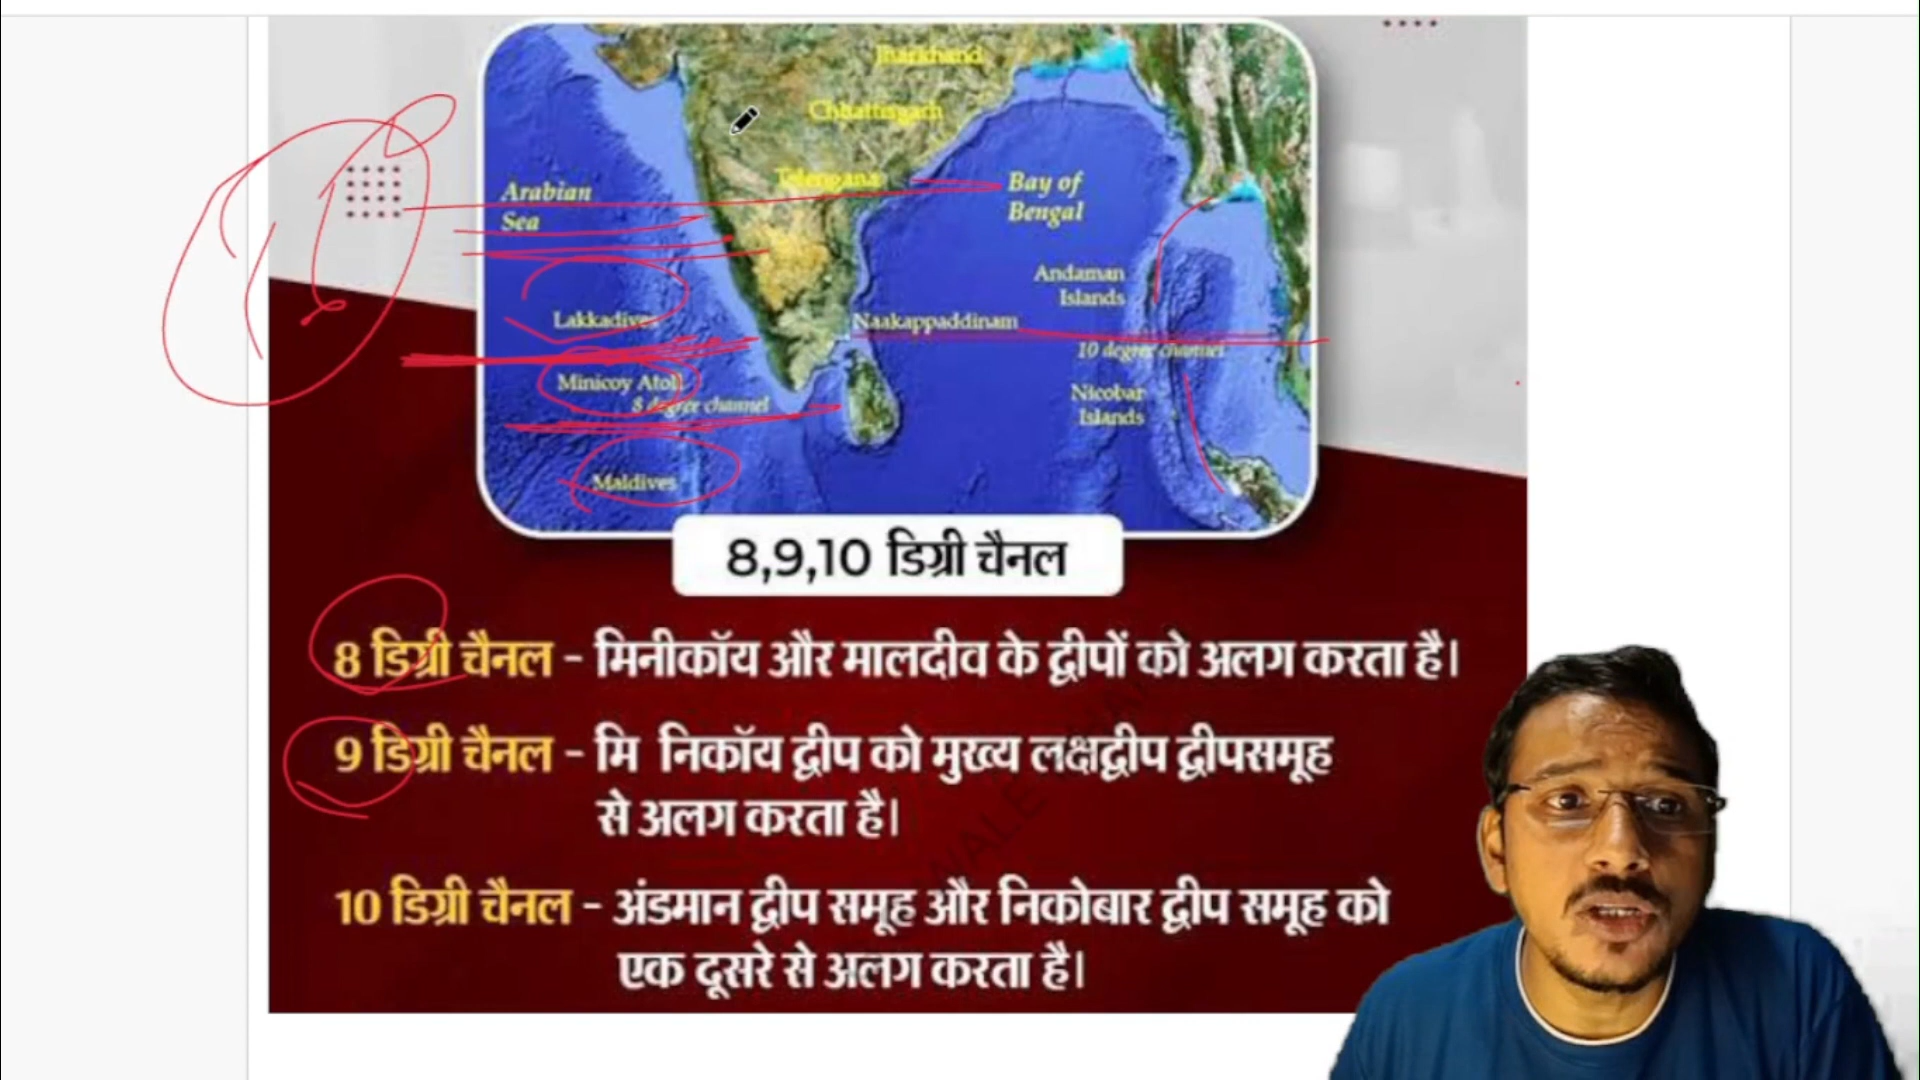 Jharkhand
Chhattisgarh
Telengana
Arabian
Sea
Bay of
Bengal
Andaman
Islands
Lakkadives
Naakappaddinam
10 degree channel
Minicoy Atoll
8 degree channel
Nicobar
Islands
Maldives
8,9,10 डिग्री चैनल
8 डिग्री चैनल - मिनीकॉय और मालदीव के द्वीपों को अलग करता है।
9 डिग्री चैनल - मि निकॉय द्वीप को मुख्य लक्षद्वीप द्वीपसमूह
से अलग करता है।
10 डिग्री चैनल - अंडमान द्वीप समूह और निकोबार द्वीप समूह को
एक दूसरे से अलग करता है।